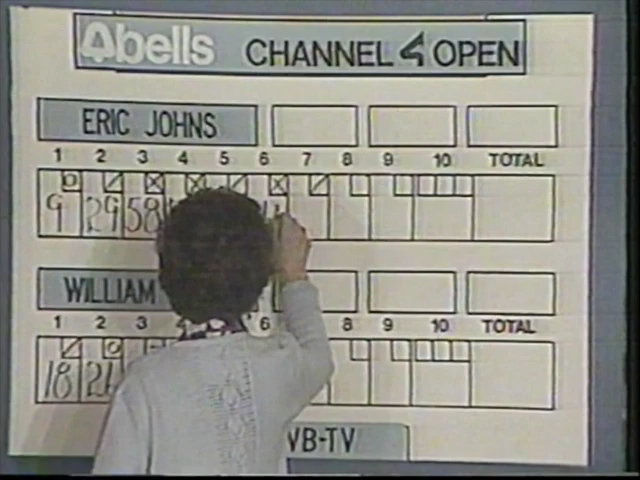 4bells CHANNEL 4 OPEN
ERIC JOHNS
1 2 3 4 5 6 7 8 9 10 TOTAL
9 29 58
WILLIAM
1 2 3 6 8 9 10 TOTAL
18
VB-TV